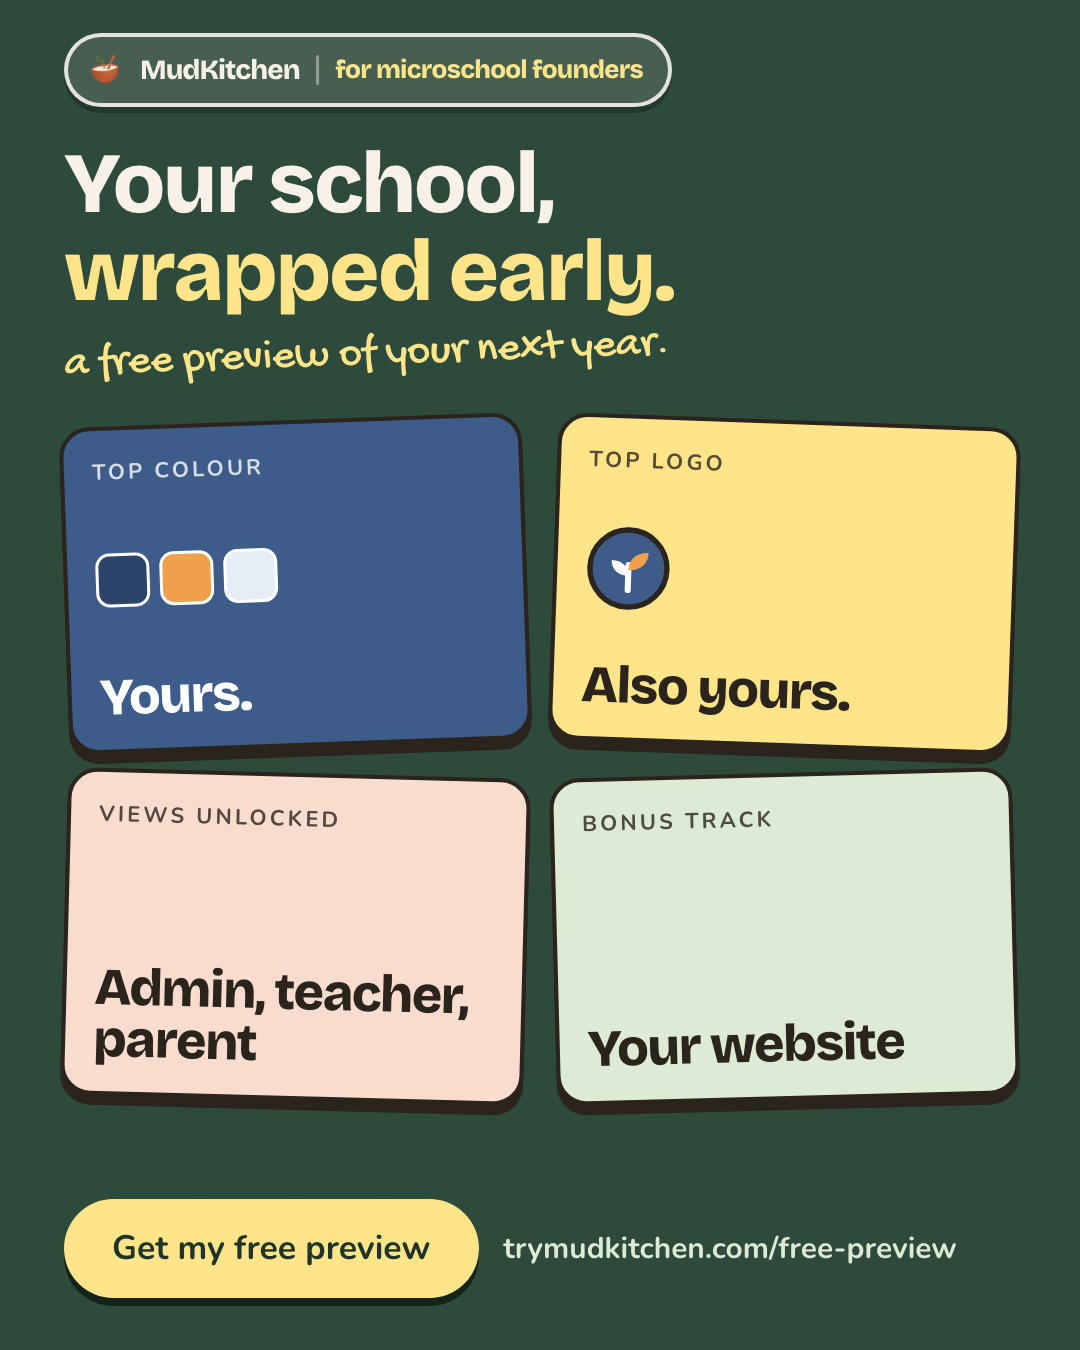 MudKitchen | for microschool founders
Your school,
wrapped early.
a free preview of your next year.
TOP COLOUR
Yours.
TOP LOGO
Also yours.
VIEWS UNLOCKED
Admin, teacher,
parent
BONUS TRACK
Your website
Get my free preview
trymudkitchen.com/free-preview